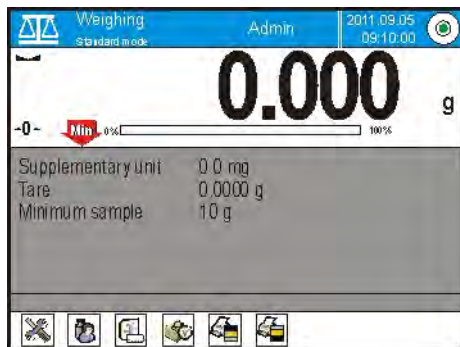 Weighing
Standard mode
Admin
2011.09.05
09:10:00
0.000 g
-0-
Min 0% 100%
Supplementary unit 0.0 mg
Tare 0,0000 g
Minimum sample 10 g